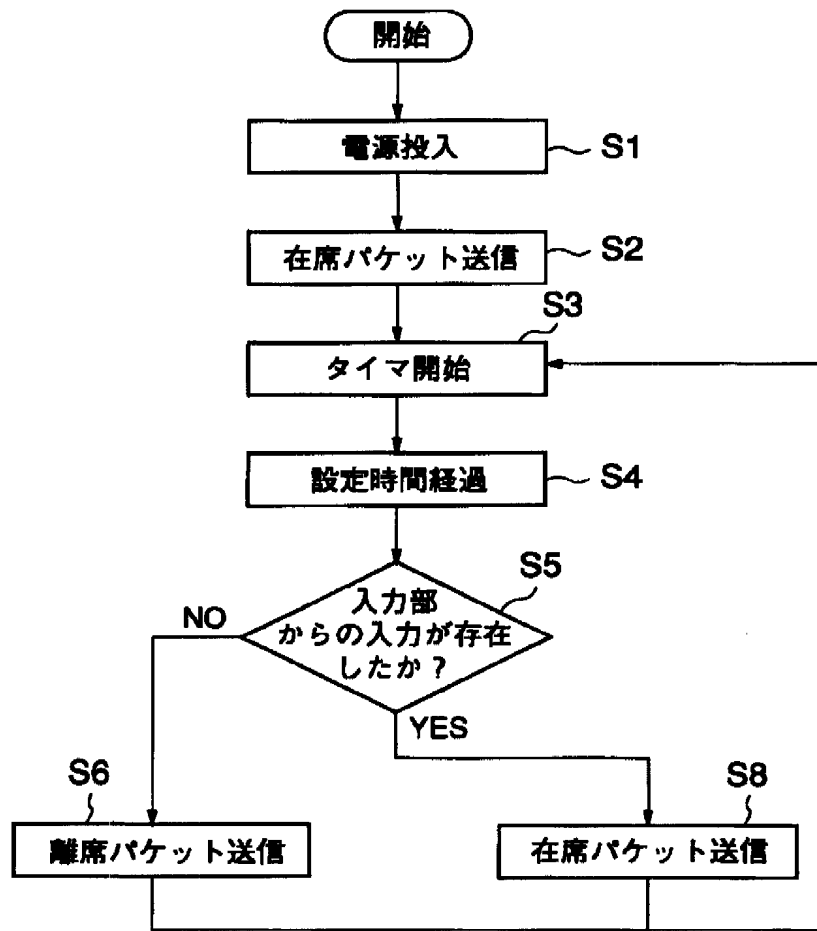 開始
電源投入
S1
在席パケット送信
S2
S3
タイマ開始
設定時間経過
S4
S5
入力部
からの入力が存在
したか？
NO
YES
S6
離席パケット送信
S8
在席パケット送信